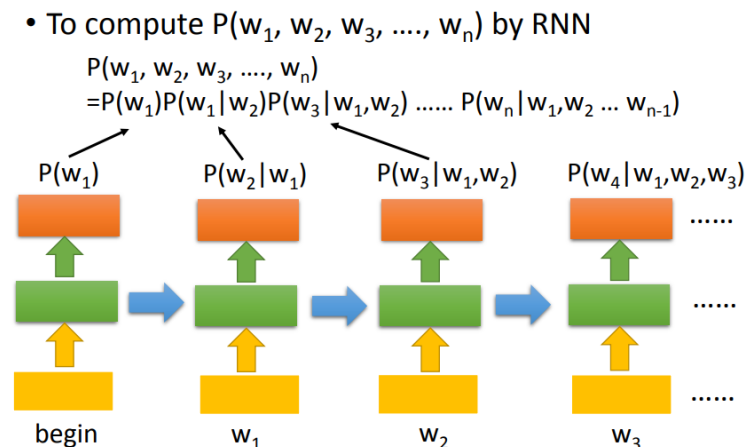 • To compute P(w₁, w₂, w₃, ...., wₙ) by RNN
P(w₁, w₂, w₃, ...., wₙ)
=P(w₁)P(w₁|w₂)P(w₃|w₁,w₂) ...... P(wₙ|w₁,w₂ ... wₙ₋₁)
P(w₁) P(w₂|w₁) P(w₃|w₁,w₂) P(w₄|w₁,w₂,w₃)
......
......
......
begin w₁ w₂ w₃